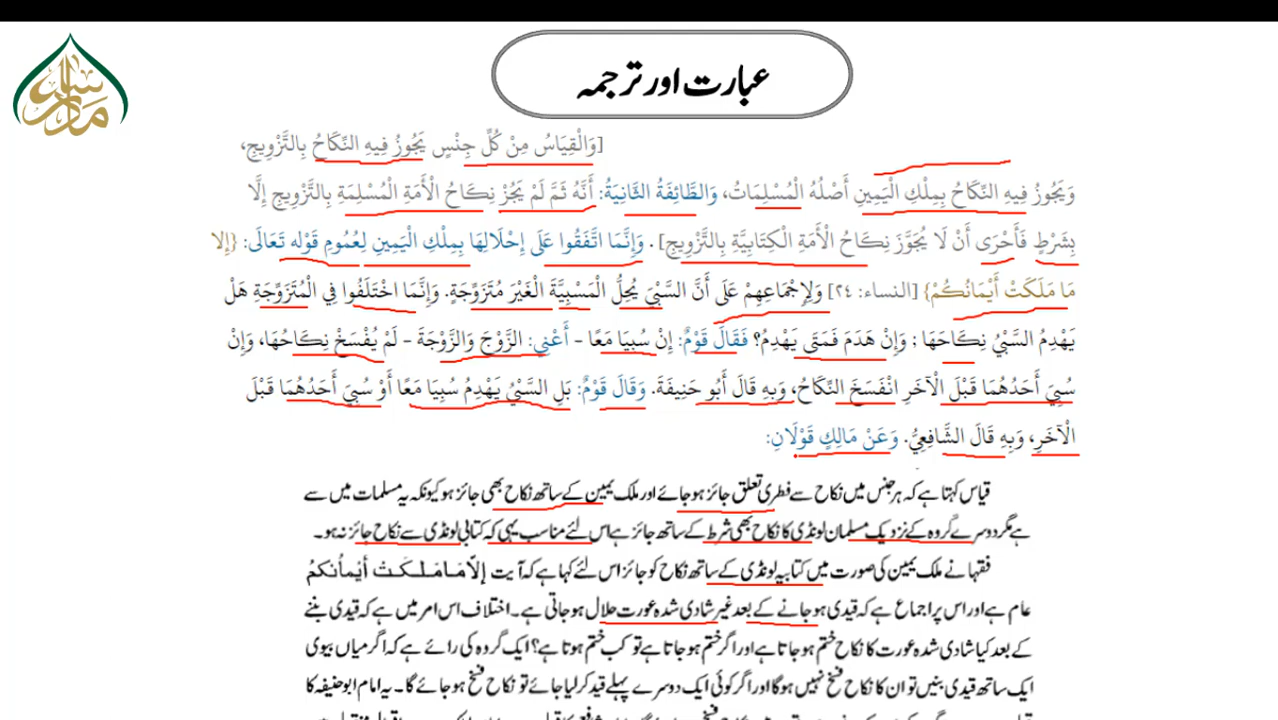 عبارت اور ترجمہ
[وَالْقِيَاسُ مِنْ كُلِّ جِنْسٍ يَجُوزُ فِيهِ النِّكَاحُ بِالتَّزْوِيجِ،
وَيَجُوزُ فِيهِ النِّكَاحُ بِمِلْكِ الْيَمِينِ أَصْلُهُ الْمُسْلِمَاتُ، وَالطَّائِفَةُ الثَّانِيَةُ: أَنَّهُ ثَمَّ لَمْ يَجُزْ نِكَاحُ الْأَمَةِ الْمُسْلِمَةِ بِالتَّزْوِيجِ إِلَّا
بِشَرْطٍ فَأَحْرَى أَنْ لَا يُجَوَّزَ نِكَاحُ الْأَمَةِ الْكِتَابِيَّةِ بِالتَّزْوِيجِ]. وَإِنَّمَا اتَّفَقُوا عَلَى إِحْلَالِهَا بِمِلْكِ الْيَمِينِ لِعُمُومِ قَوْله تَعَالَى: {إِلا
مَا مَلَكَتْ أَيْمَانُكُمْ} [النساء: ٢٤] وَلِإِجْمَاعِهِمْ عَلَى أَنَّ السَّبْيَ يُحِلُّ الْمَسْبِيَّةَ الْغَيْرَ مُتَزَوِّجَةٍ. وَإِنَّمَا اخْتَلَفُوا فِي الْمُتَزَوِّجَةِ هَلْ
يَهْدِمُ السَّبْيُ نِكَاحَهَا ; وَإِنْ هَدَمَ فَمَتَى يَهْدِمُ؟ فَقَالَ قَوْمٌ: إِنْ سُبِيَا مَعًا - أَعْنِي: الزَّوْجَ وَالزَّوْجَةَ - لَمْ يُفْسَخْ نِكَاحُهَا، وَإِنْ
سُبِيَ أَحَدُهُمَا قَبْلَ الْآخَرِ انْفَسَخَ النِّكَاحُ، وَبِهِ قَالَ أَبُو حَنِيفَةَ. وَقَالَ قَوْمٌ: بَلِ السَّبْيُ يَهْدِمُ سُبِيَا مَعًا أَوْ سُبِيَ أَحَدُهُمَا قَبْلَ
الْآخَرِ، وَبِهِ قَالَ الشَّافِعِيُّ. وَعَنْ مَالِكٍ قَوْلَانِ:
قیاس کہتا ہے کہ ہر جنس میں نکاح سے فطری تعلق جائز ہو جائے اور ملک یمین کے ساتھ نکاح بھی جائز ہو کیونکہ یہ مسلمات میں سے
ہے مگر دوسرے گروہ کے نزدیک مسلمان لونڈی کا نکاح بھی شرط کے ساتھ جائز ہے اس لئے مناسب یہی کہ کتابی لونڈی سے نکاح جائز نہ ہو۔
فقہا نے ملک یمین کی صورت میں کتابیہ لونڈی کے ساتھ نکاح کو جائز اس لئے کہا ہے کہ آیت إِلاَّ مَا مَلَكَتْ أَيْمَٰنُكُمْ
عام ہے اور اس پر اجماع ہے کہ قیدی ہو جانے کے بعد غیر شادی شدہ عورت حلال ہو جاتی ہے۔ اختلاف اس امر میں ہے کہ قیدی بننے
کے بعد کیا شادی شدہ عورت کا نکاح ختم ہو جاتا ہے اور اگر ختم ہو جاتا ہے تو کب ختم ہوتا ہے؟ ایک گروہ کی رائے ہے کہ اگر میاں بیوی
ایک ساتھ قیدی بنیں تو ان کا نکاح فسخ نہیں ہوگا اور اگر کوئی ایک دوسرے پہلے قید کر لیا جائے تو نکاح فسخ ہو جائے گا۔ یہ امام ابو حنیفہ کا